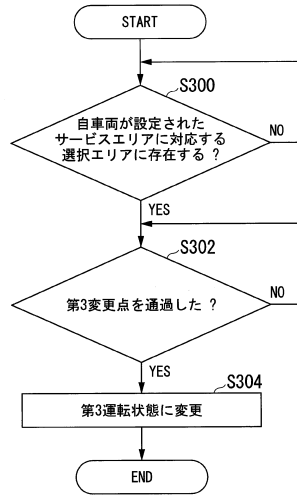 START
S300
自車両が設定された
サービスエリアに対応する
選択エリアに存在する ?
NO
YES
S302
第3変更点を通過した ?
NO
YES
S304
第3運転状態に変更
END